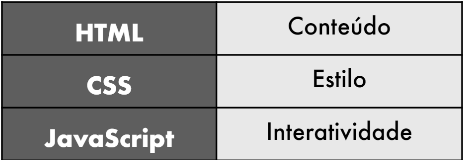 HTML Conteúdo
CSS Estilo
JavaScript Interatividade